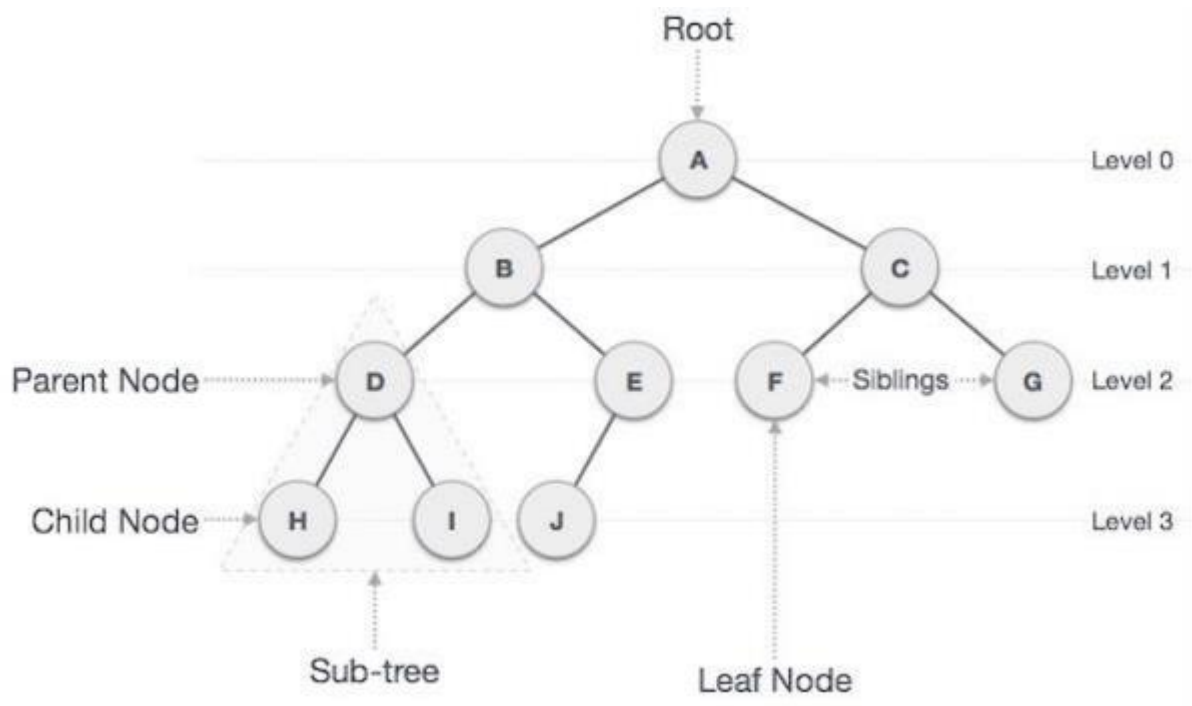 Root
A
Level 0
B
C
Level 1
Parent Node
D
E
F
Siblings
G
Level 2
Child Node
H
I
J
Level 3
Sub-tree
Leaf Node